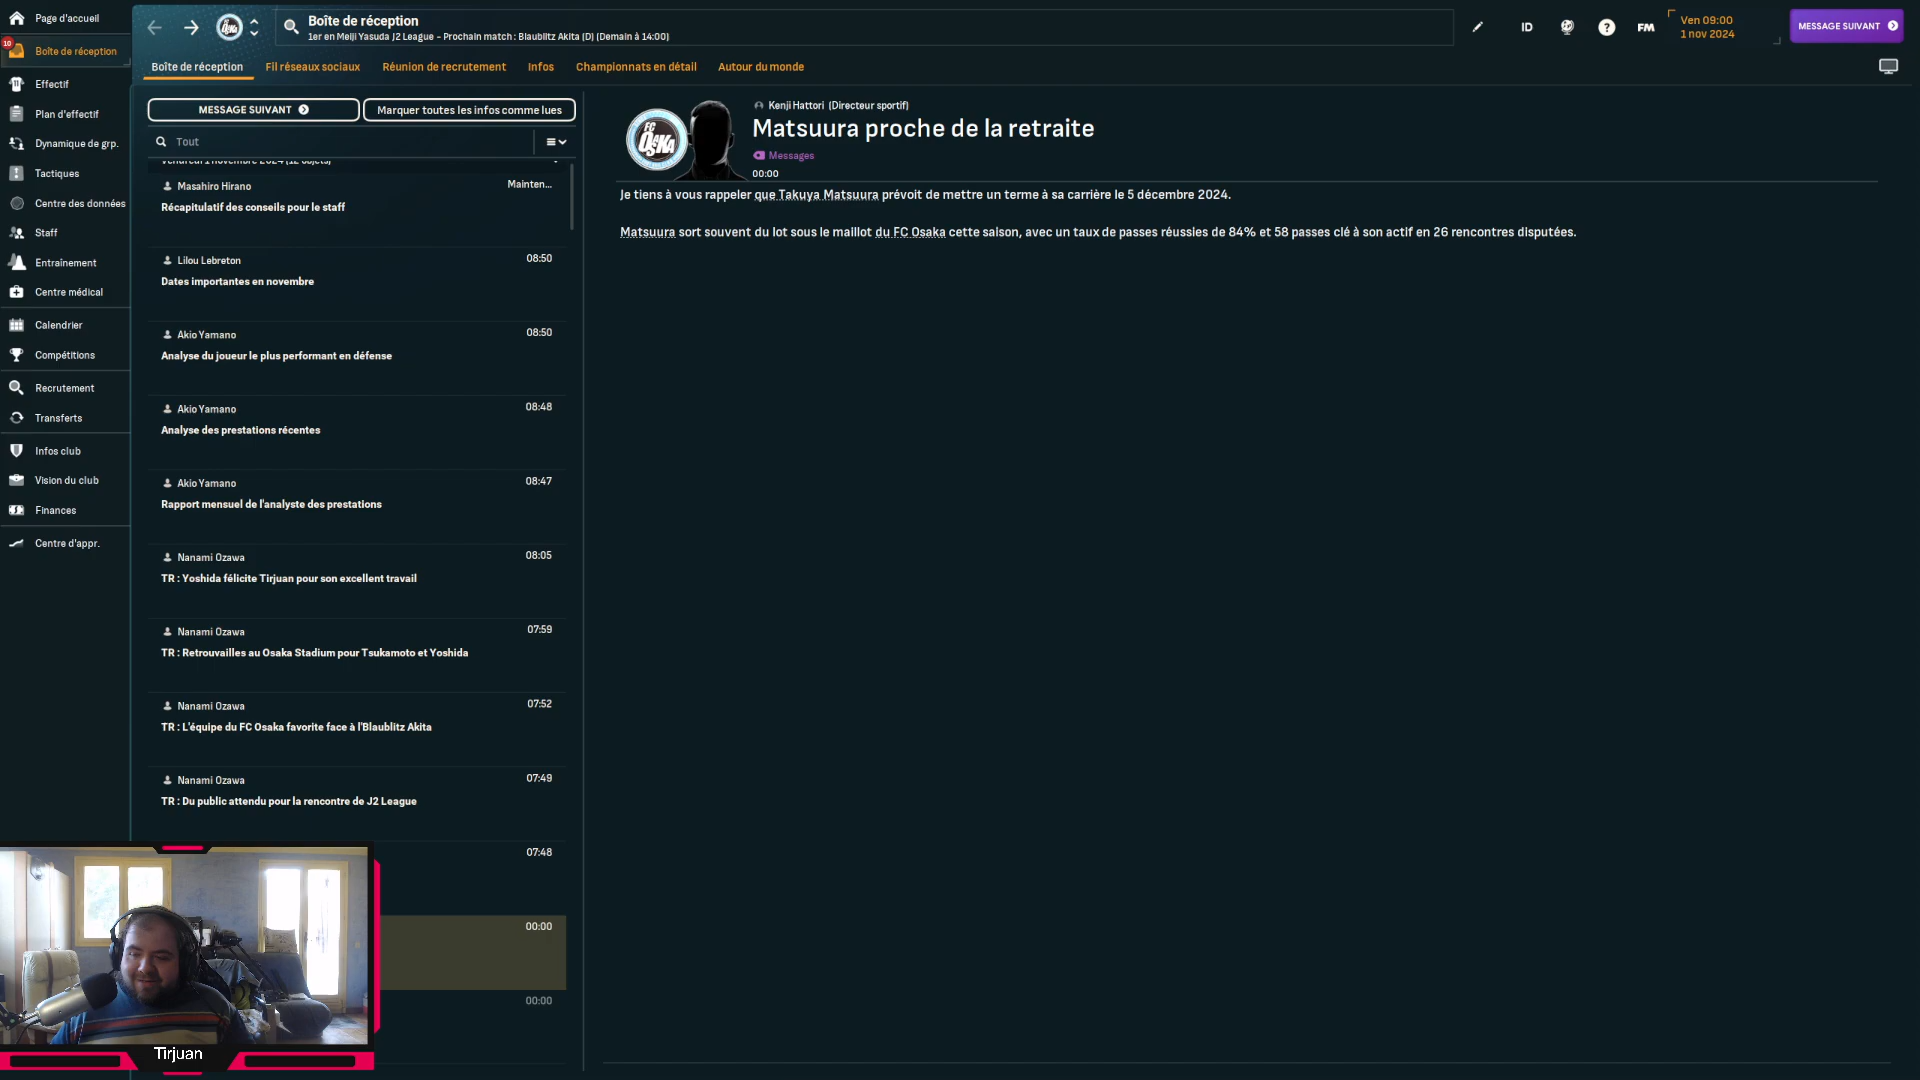 Page d'accueil
10
Boîte de réception
Effectif
Plan d'effectif
Dynamique de grp.
Tactiques
Centre des données
Staff
Entraînement
Centre médical
Calendrier
Compétitions
Recrutement
Transferts
Infos club
Vision du club
Finances
Centre d'appr.
Boîte de réception
1er en Meiji Yasuda J2 League - Prochain match : Blaublitz Akita (D) (Demain à 14:00)
ID
?
FM
Ven 09:00
1 nov 2024
MESSAGE SUIVANT
Boîte de réception
Fil réseaux sociaux
Réunion de recrutement
Infos
Championnats en détail
Autour du monde
MESSAGE SUIVANT
Marquer toutes les infos comme lues
Tout
Vendredi 1 novembre 2024 (12 objets)
Masahiro Hirano
Mainten...
Récapitulatif des conseils pour le staff
Lilou Lebreton
08:50
Dates importantes en novembre
Akio Yamano
08:50
Analyse du joueur le plus performant en défense
Akio Yamano
08:48
Analyse des prestations récentes
Akio Yamano
08:47
Rapport mensuel de l'analyste des prestations
Nanami Ozawa
08:05
TR : Yoshida félicite Tirjuan pour son excellent travail
Nanami Ozawa
07:59
TR : Retrouvailles au Osaka Stadium pour Tsukamoto et Yoshida
Nanami Ozawa
07:52
TR : L'équipe du FC Osaka favorite face à l'Blaublitz Akita
Nanami Ozawa
07:49
TR : Du public attendu pour la rencontre de J2 League
07:48
00:00
00:00
FC OSAKA
Kenji Hattori (Directeur sportif)
Matsuura proche de la retraite
Messages
00:00
Je tiens à vous rappeler que Takuya Matsuura prévoit de mettre un terme à sa carrière le 5 décembre 2024.
Matsuura sort souvent du lot sous le maillot du FC Osaka cette saison, avec un taux de passes réussies de 84% et 58 passes clé à son actif en 26 rencontres disputées.
Tirjuan